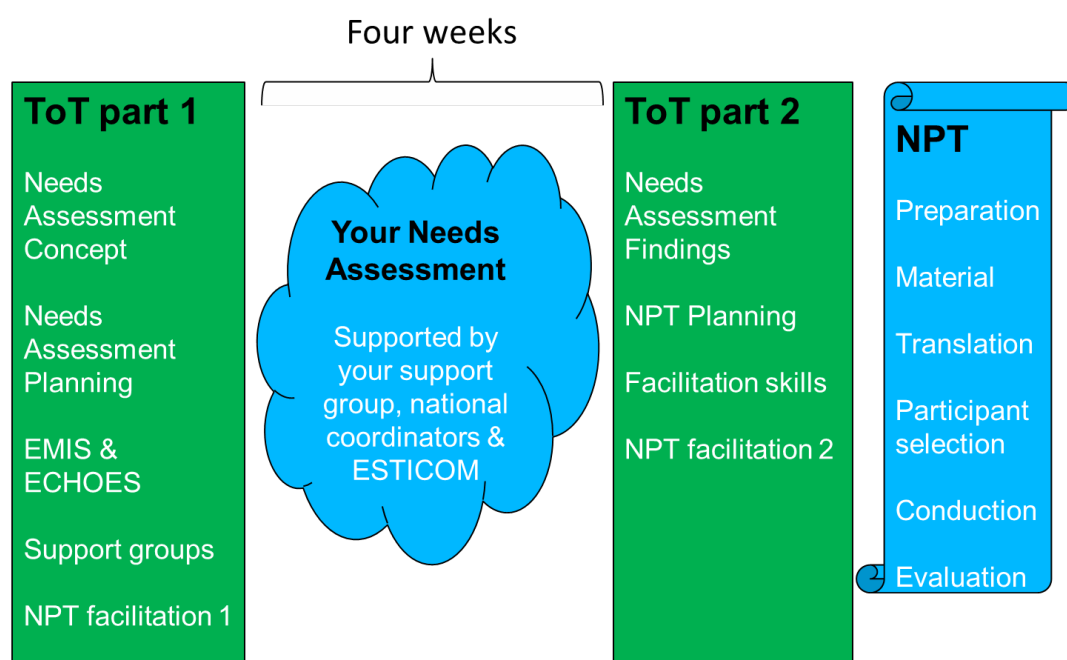 Four weeks
ToT part 1
Needs
Assessment
Concept
Needs
Assessment
Planning
EMIS &
ECHOES
Support groups
NPT facilitation 1
Your Needs
Assessment
Supported by
your support
group, national
coordinators &
ESTICOM
ToT part 2
Needs
Assessment
Findings
NPT Planning
Facilitation skills
NPT facilitation 2
NPT
Preparation
Material
Translation
Participant
selection
Conduction
Evaluation